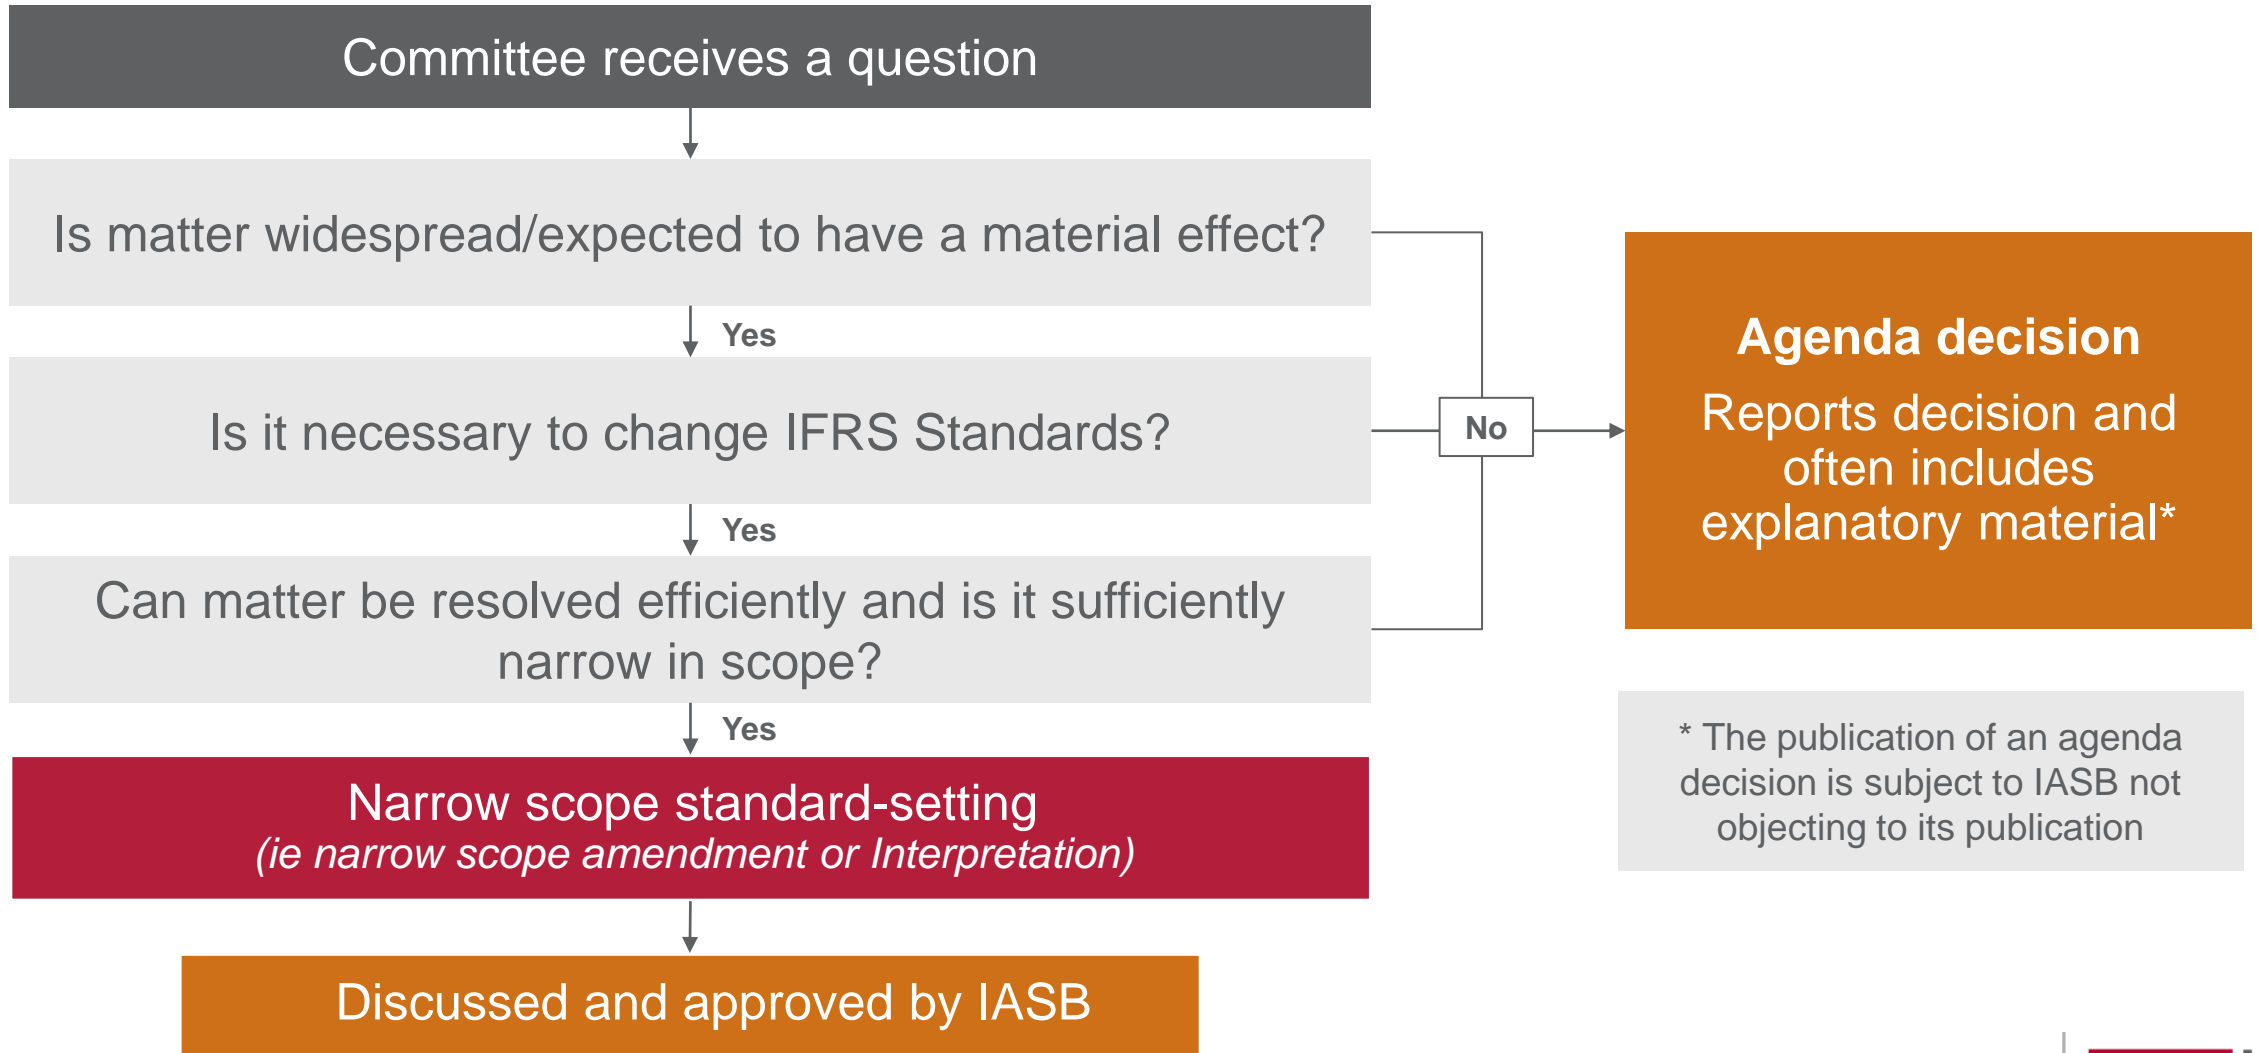 Committee receives a question
Is matter widespread/expected to have a material effect?
Yes
Is it necessary to change IFRS Standards?
Yes
Can matter be resolved efficiently and is it sufficiently
narrow in scope?
Yes
Narrow scope standard-setting
(ie narrow scope amendment or Interpretation)
Discussed and approved by IASB
No
Agenda decision
Reports decision and
often includes
explanatory material*
* The publication of an agenda
decision is subject to IASB not
objecting to its publication